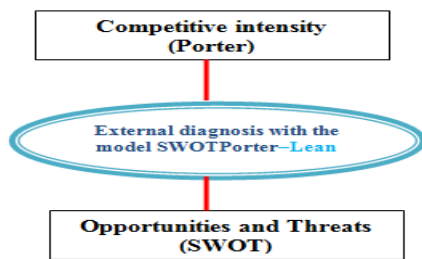 Competitive intensity
(Porter)
External diagnosis with the
model SWOTPorter–Lean
Opportunities and Threats
(SWOT)